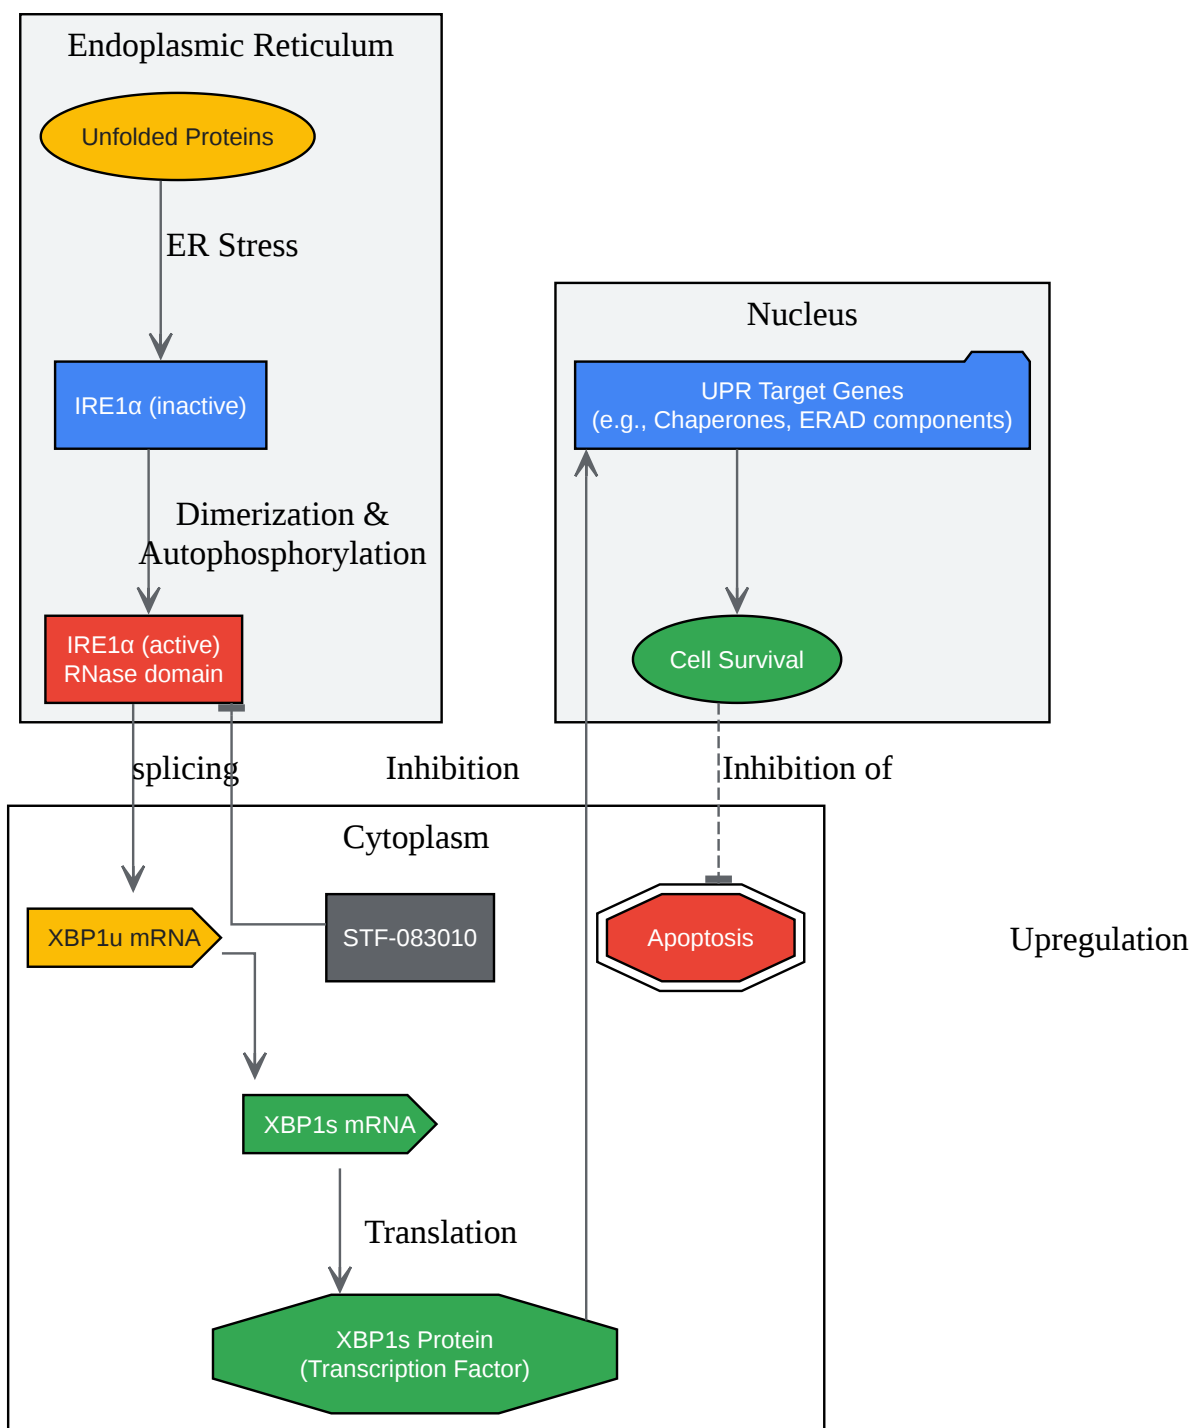 Endoplasmic Reticulum
Unfolded Proteins
ER Stress
Nucleus
UPR Target Genes
(e.g., Chaperones, ERAD components)
IRE1α (inactive)
Dimerization &
Autophosphorylation
IRE1α (active)
RNase domain
Cell Survival
splicing
Inhibition
Inhibition of
Cytoplasm
XBP1u mRNA
STF-083010
Apoptosis
Upregulation
XBP1s mRNA
Translation
XBP1s Protein
(Transcription Factor)